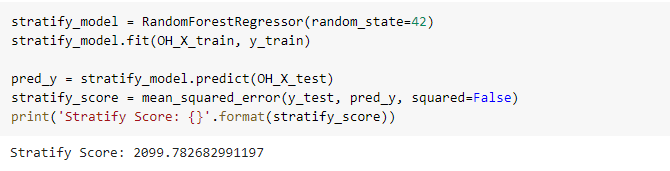 stratify_model = RandomForestRegressor(random_state=42)
stratify_model.fit(OH_X_train, y_train)
pred_y = stratify_model.predict(OH_X_test)
stratify_score = mean_squared_error(y_test, pred_y, squared=False)
print('Stratify Score: {}'.format(stratify_score))
Stratify Score: 2099.782682991197